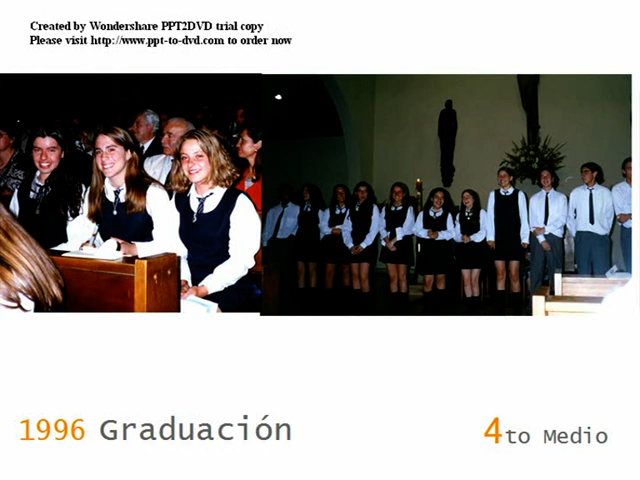 Created by Wondershare PPT2DVD trial copy
Please visit http://www.ppt-to-dvd.com to order now
1996 Graduación
4to Medio